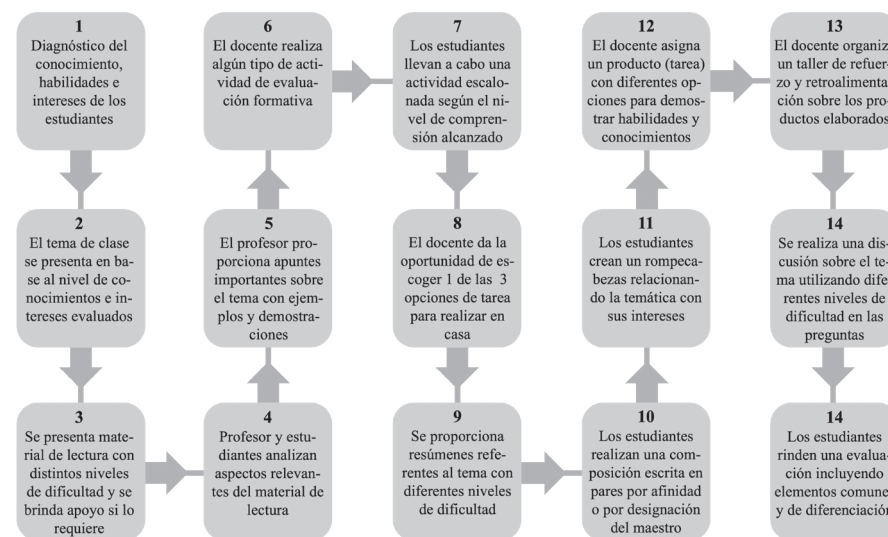 1
Diagnóstico del
conocimiento,
habilidades e
intereses de los
estudiantes
2
El tema de clase
se presenta en ba-
se al nivel de co-
nocimientos e in-
tereses evaluados
3
Se presenta mate-
rial de lectura con
distintos niveles
de dificultad y se
brinda apoyo si lo
requiere
4
Profesor y estu-
diantes analizan
aspectos relevan-
tes del material de
lectura
5
El profesor pro-
porciona apuntes
importantes sobre
el tema con ejem-
plos y demostra-
ciones
6
El docente realiza
algún tipo de acti-
vidad de evalua-
ción formativa
7
Los estudiantes
llevan a cabo una
actividad escalo-
nada según el ni-
vel de compren-
sión alcanzado
8
El docente da la
oportunidad de es-
coger 1 de las 3
opciones de tarea
para realizar en
casa
9
Se proporciona
resúmenes refe-
rentes al tema con
diferentes niveles
de dificultad
10
Los estudiantes
realizan una com-
posición escrita en
pares por afinidad
o por designación
del maestro
11
Los estudiantes
crean un rompeca-
bezas relacionan-
do la temática con
sus intereses
12
El docente asigna
un producto (tarea)
con diferentes op-
ciones para demos-
trar habilidades y
conocimientos
13
El docente organiz
un taller de refuer-
zo y retroalimenta
ción sobre los pro-
ductos elaborados
14
Se realiza una dis-
cusión sobre el te-
ma utilizando dife-
rentes niveles de
dificultad en las
preguntas
14
Los estudiantes
rinden una evalua-
ción incluyendo
elementos comune
y de diferenciación